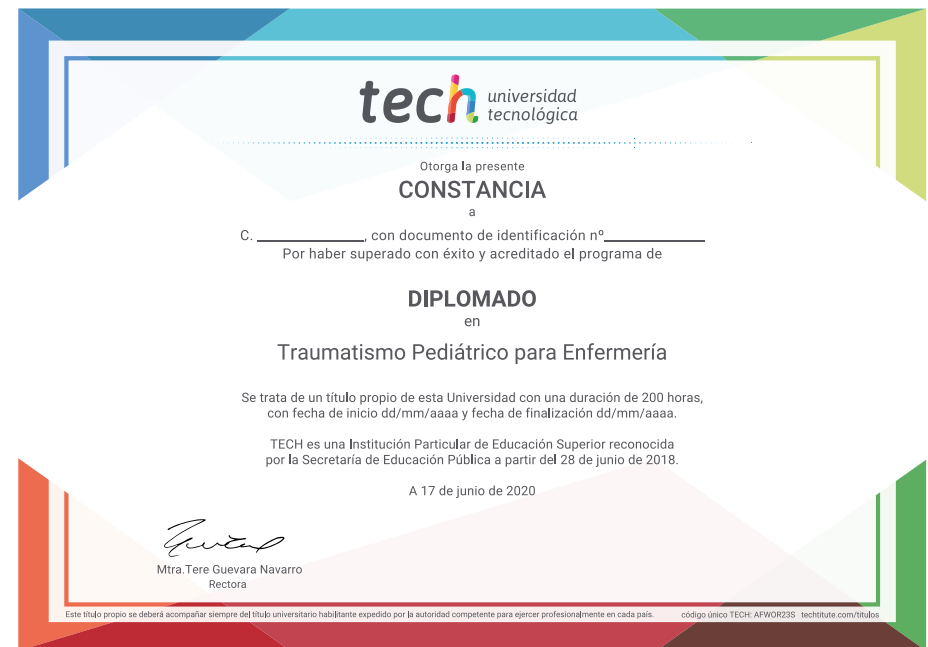 tech universidad
tecnológica
Otorga la presente
CONSTANCIA
a
C. ______________, con documento de identificación nº_____________
Por haber superado con éxito y acreditado el programa de
DIPLOMADO
en
Traumatismo Pediátrico para Enfermería
Se trata de un título propio de esta Universidad con una duración de 200 horas,
con fecha de inicio dd/mm/aaaa y fecha de finalización dd/mm/aaaa.
TECH es una Institución Particular de Educación Superior reconocida
por la Secretaría de Educación Pública a partir del 28 de junio de 2018.
A 17 de junio de 2020
Mtra.Tere Guevara Navarro
Rectora
Este título propio se deberá acompañar siempre del título universitario habilitante expedido por la autoridad competente para ejercer profesionalmente en cada país. código único TECH: AFWOR23S techtitute.com/titulos